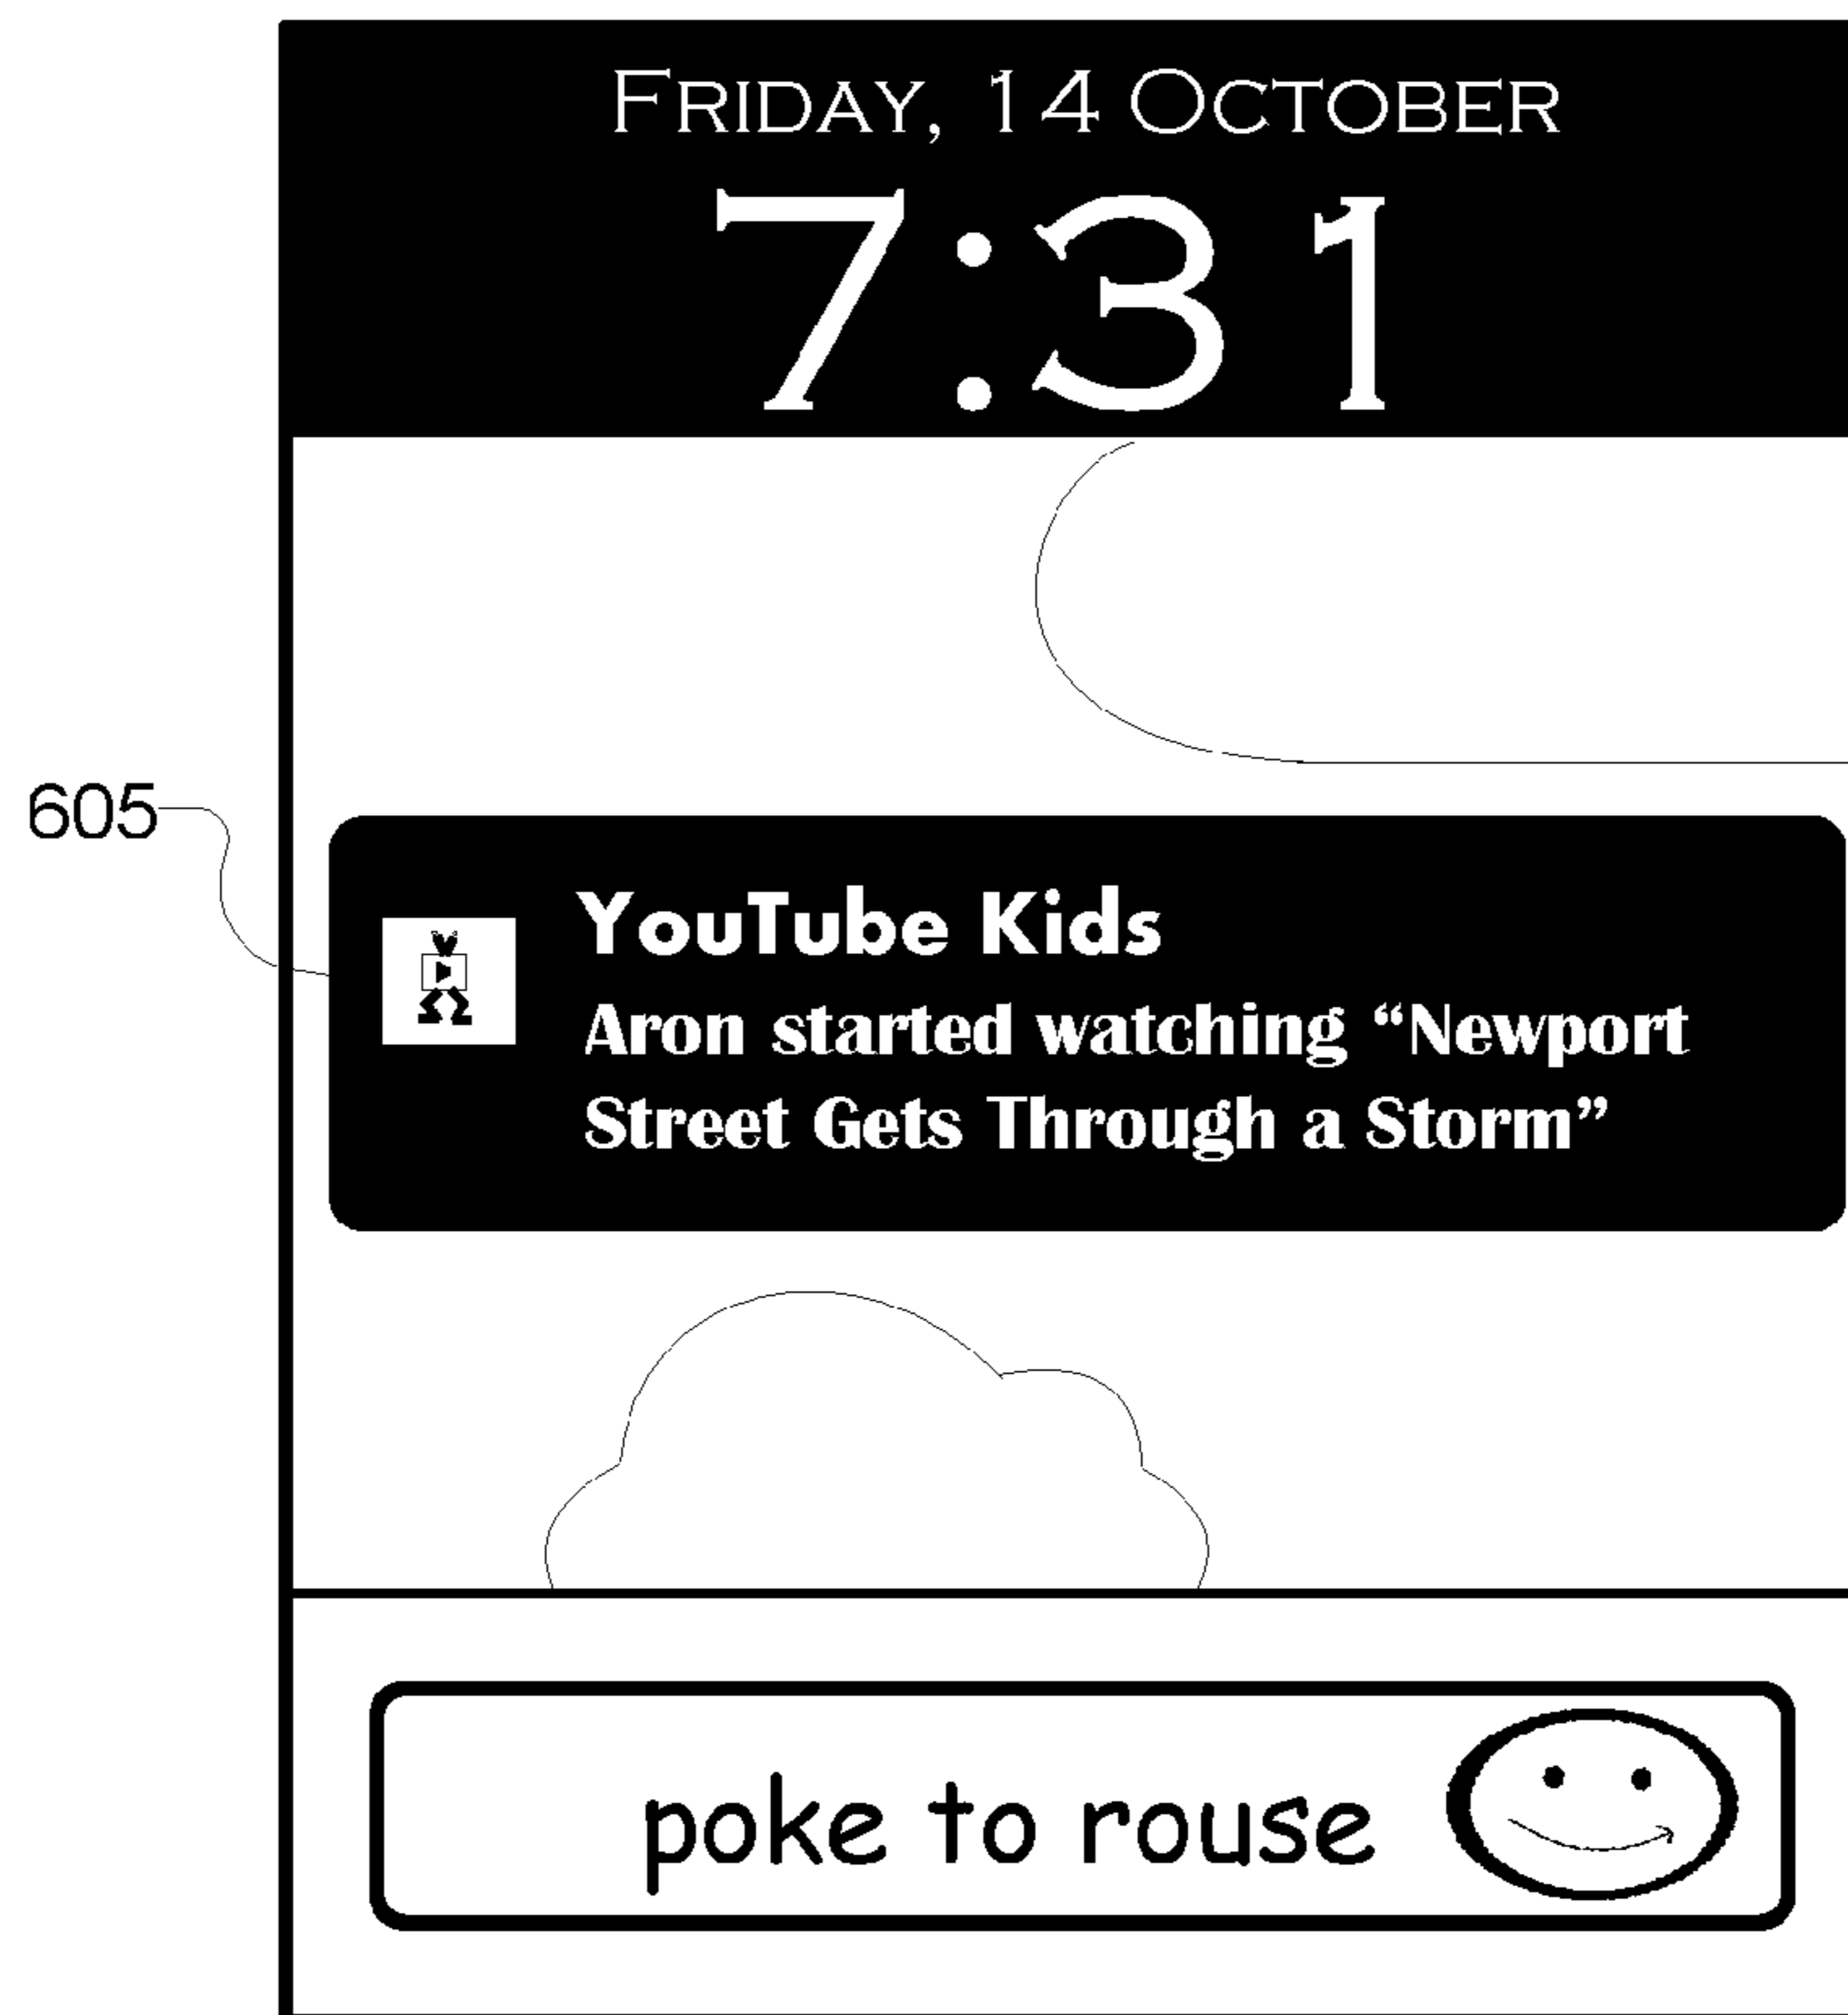 FRIDAY, 14 OCTOBER
7:31
605
YouTube Kids
Aron started watching “Newport
Street Gets Through a Storm”
poke to rouse